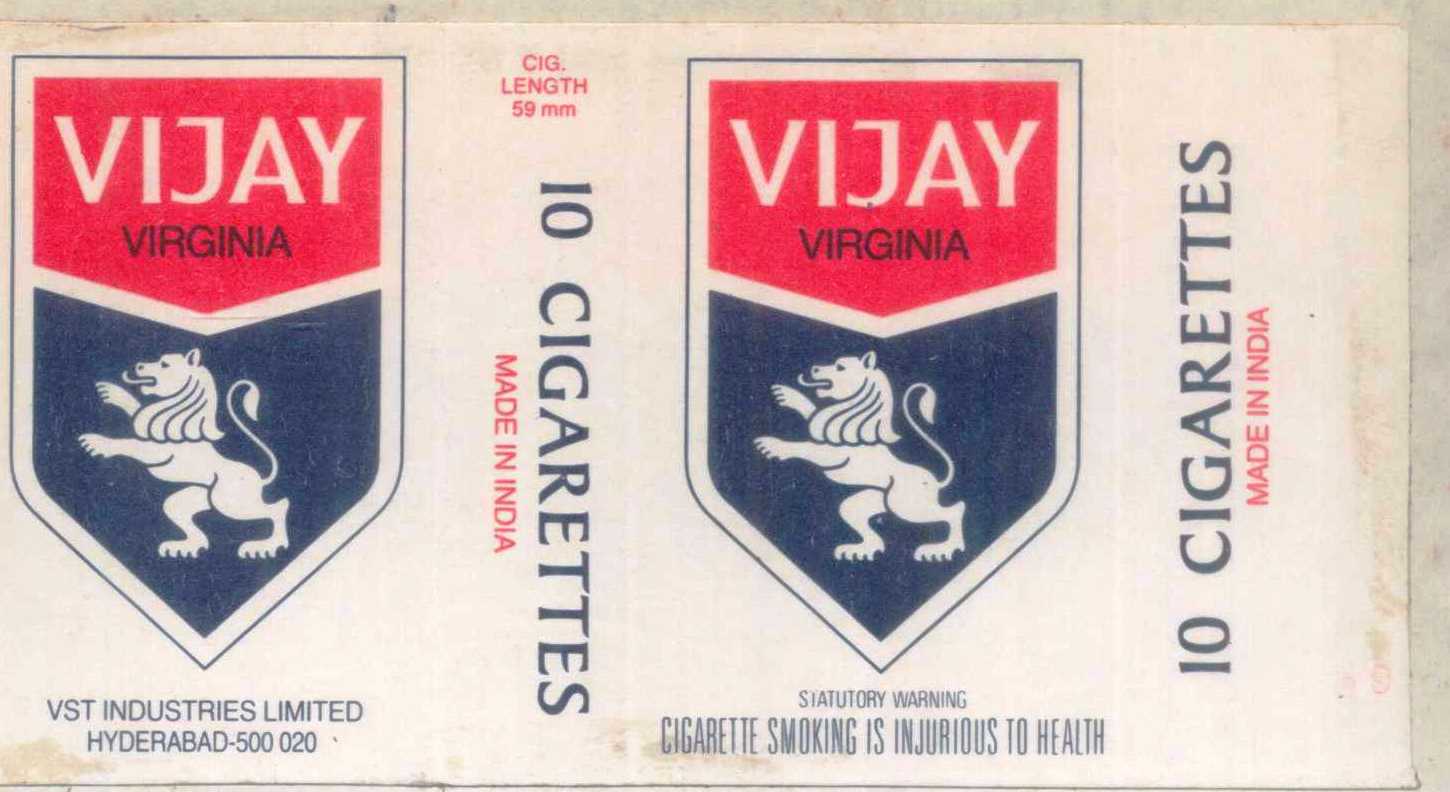 VIJAY
VIRGINIA
VST INDUSTRIES LIMITED
HYDERABAD-500 020
CIG.
LENGTH
59 mm
10 CIGARETTES
MADE IN INDIA
VIJAY
VIRGINIA
STATUTORY WARNING
CIGARETTE SMOKING IS INJURIOUS TO HEALTH
10 CIGARETTES
MADE IN INDIA